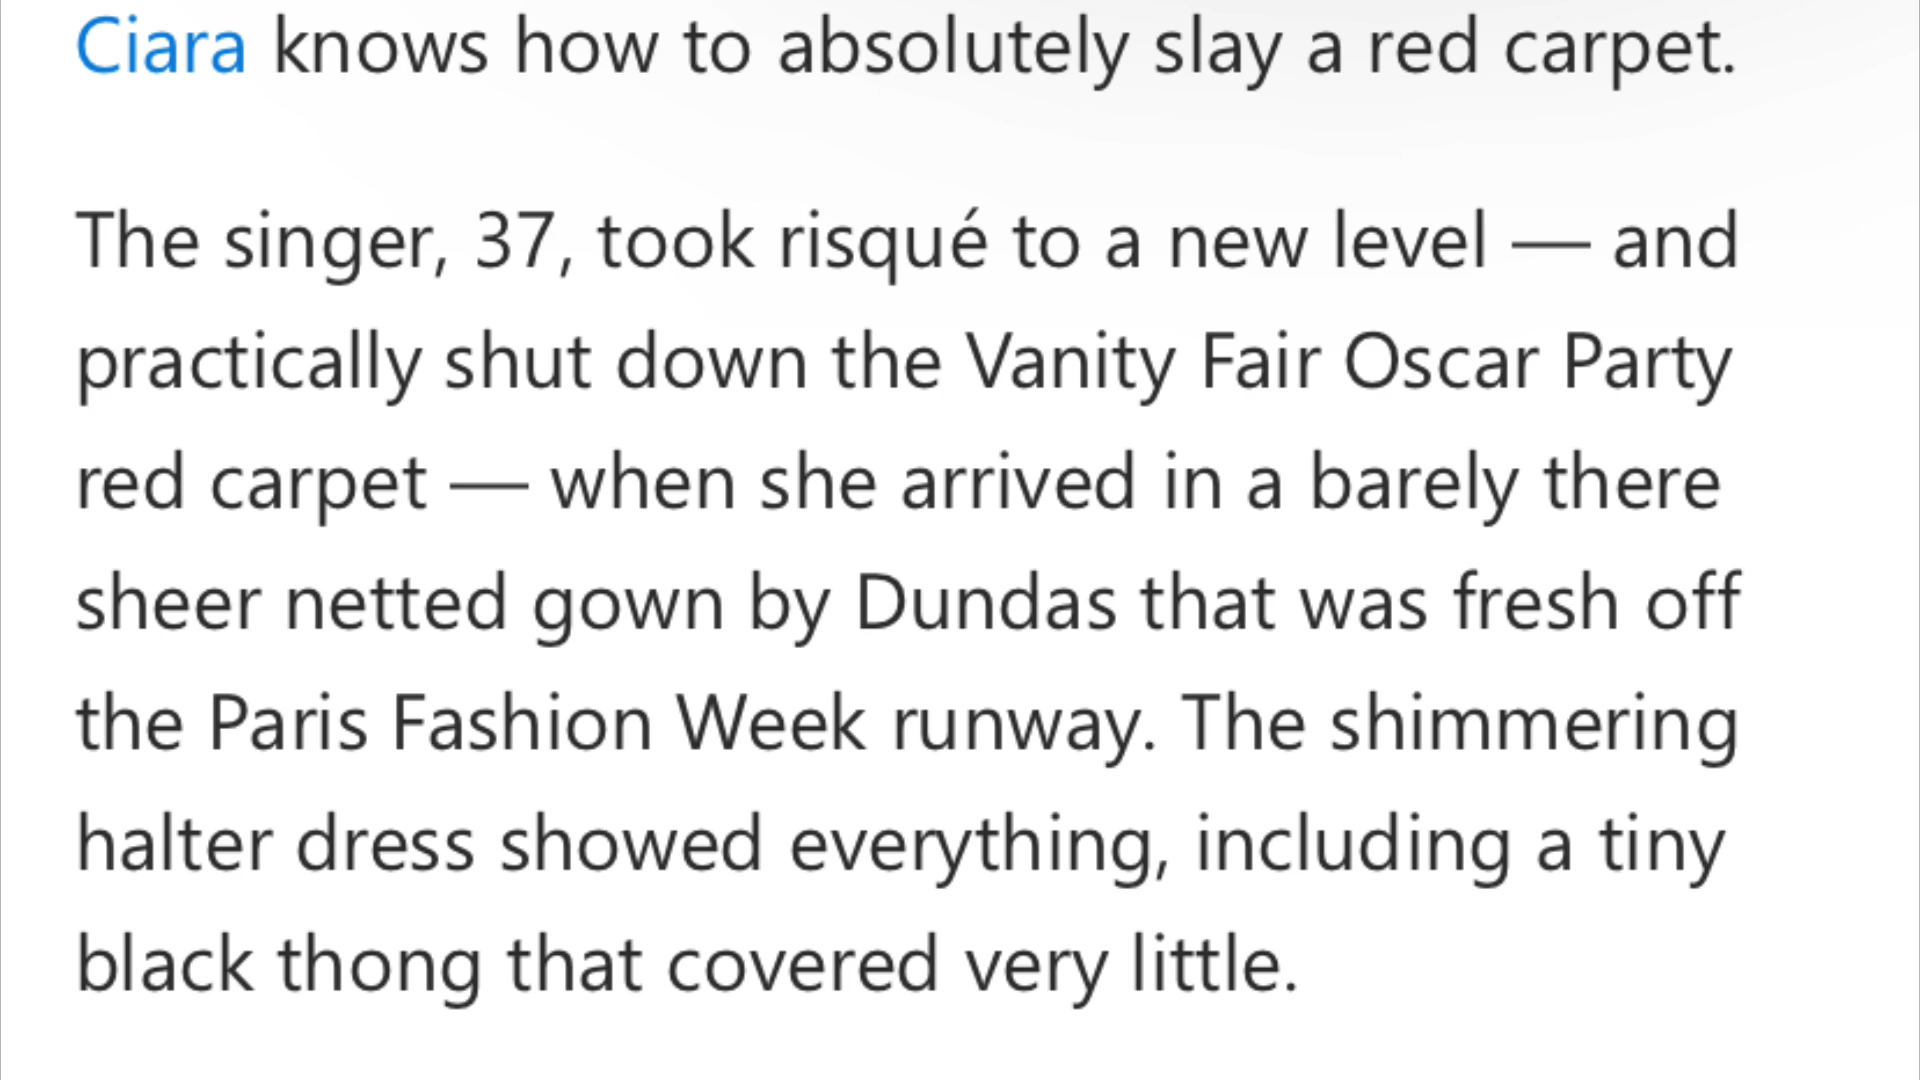 Ciara knows how to absolutely slay a red carpet.
The singer, 37, took risqué to a new level — and
practically shut down the Vanity Fair Oscar Party
red carpet — when she arrived in a barely there
sheer netted gown by Dundas that was fresh off
the Paris Fashion Week runway. The shimmering
halter dress showed everything, including a tiny
black thong that covered very little.